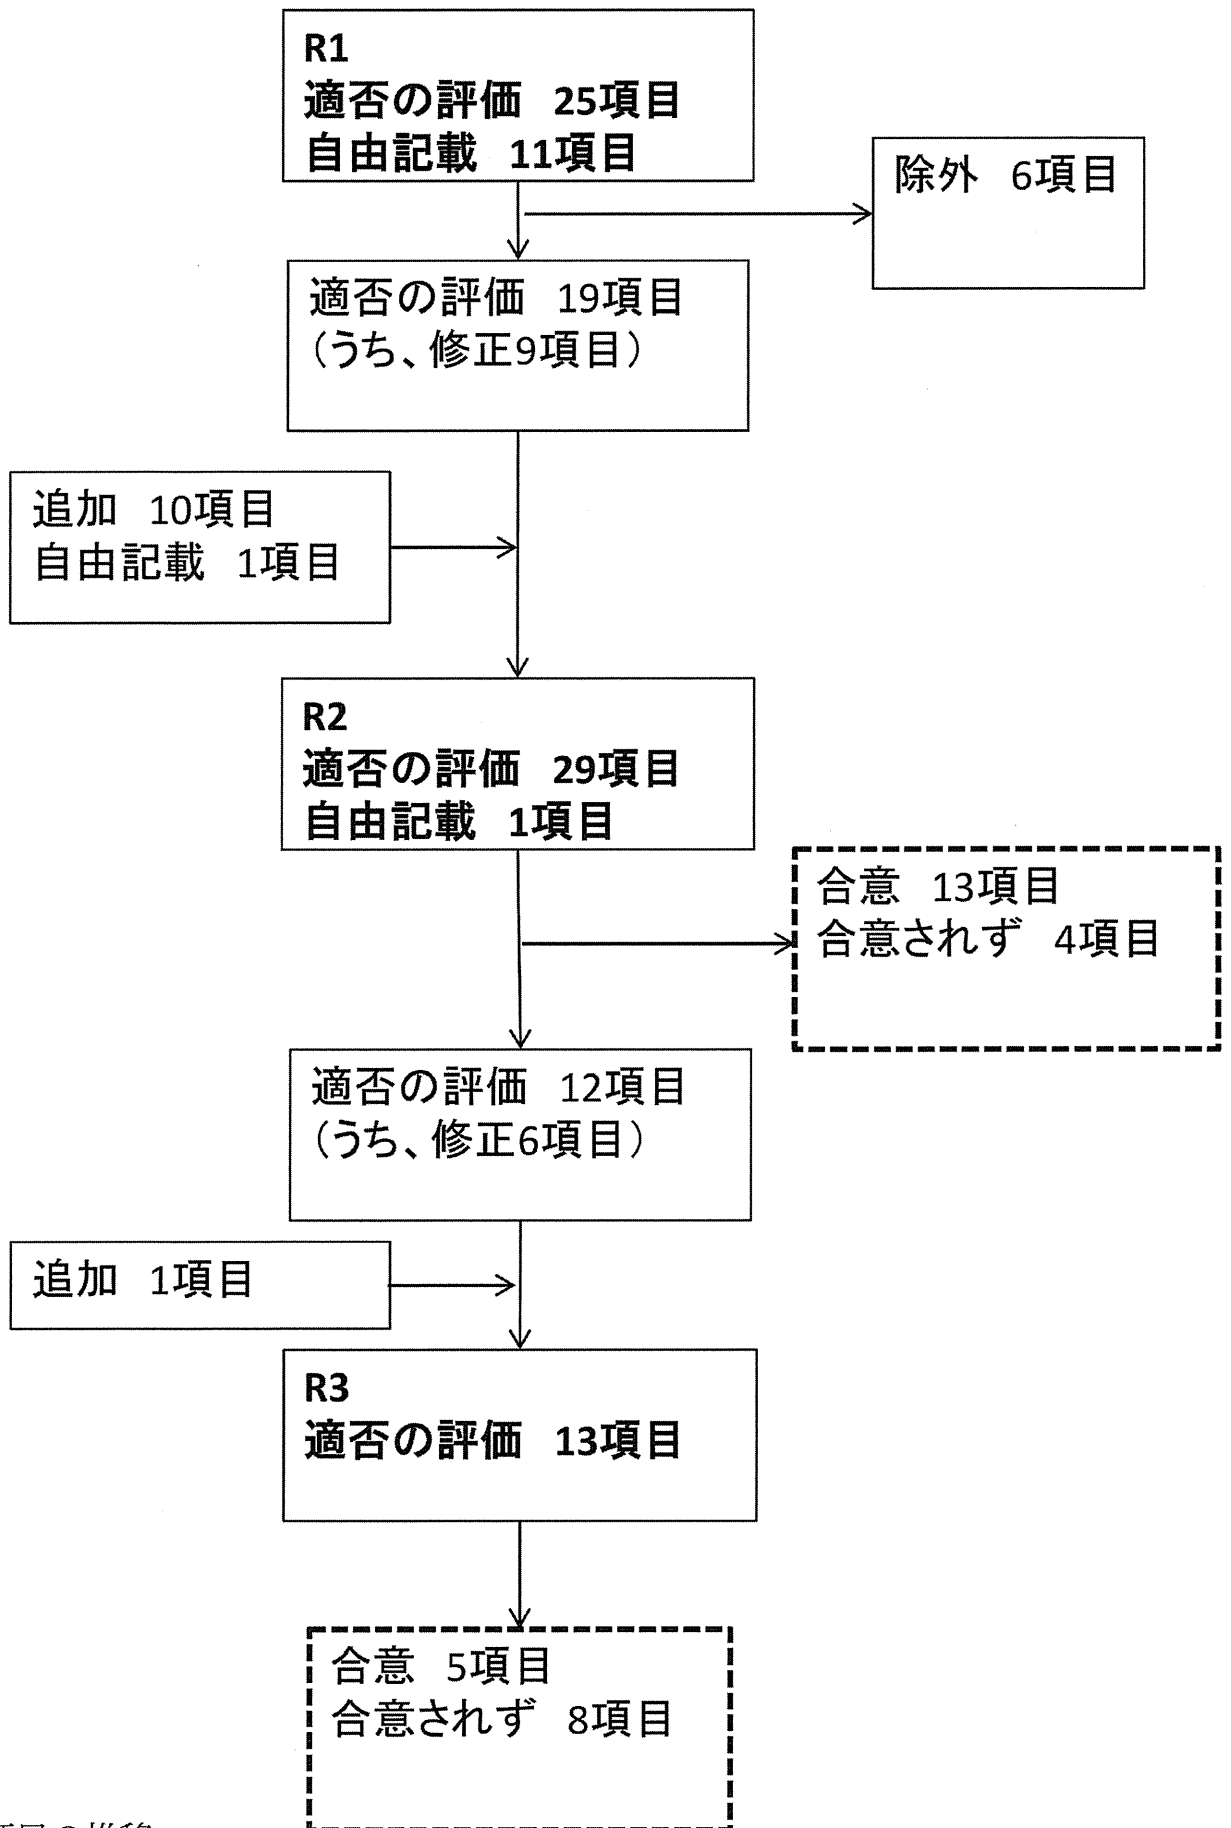 R1
適否の評価 25項目
自由記載 11項目
除外 6項目
適否の評価 19項目
(うち、修正9項目)
追加 10項目
自由記載 1項目
R2
適否の評価 29項目
自由記載 1項目
合意 13項目
合意されず 4項目
適否の評価 12項目
(うち、修正6項目)
追加 1項目
R3
適否の評価 13項目
合意 5項目
合意されず 8項目